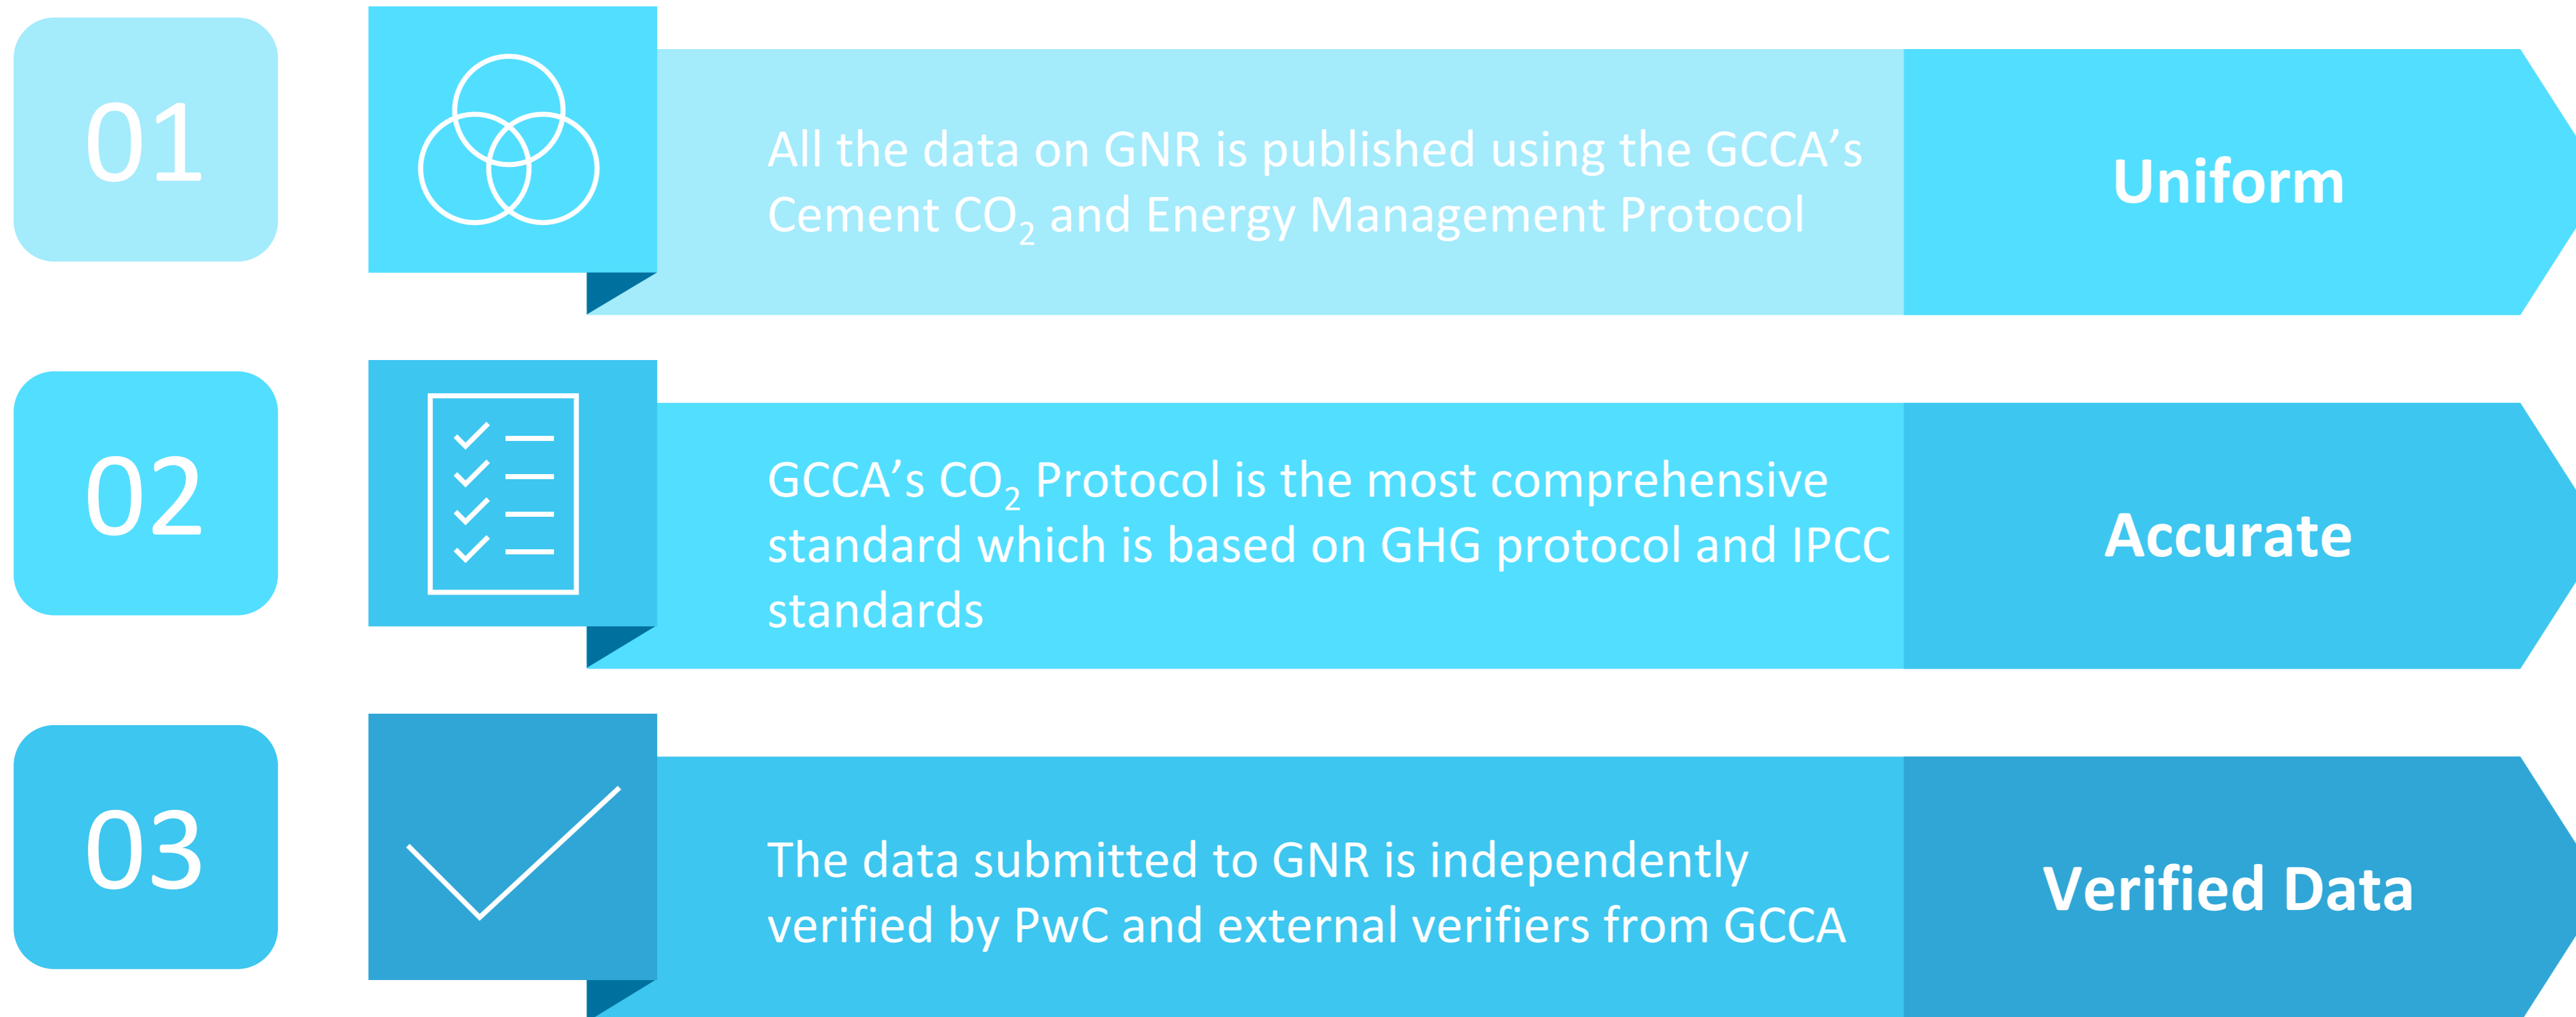 01
All the data on GNR is published using the GCCA’s
Cement CO₂ and Energy Management Protocol
Uniform
02
GCCA’s CO₂ Protocol is the most comprehensive
standard which is based on GHG protocol and IPCC
standards
Accurate
03
The data submitted to GNR is independently
verified by PwC and external verifiers from GCCA
Verified Data